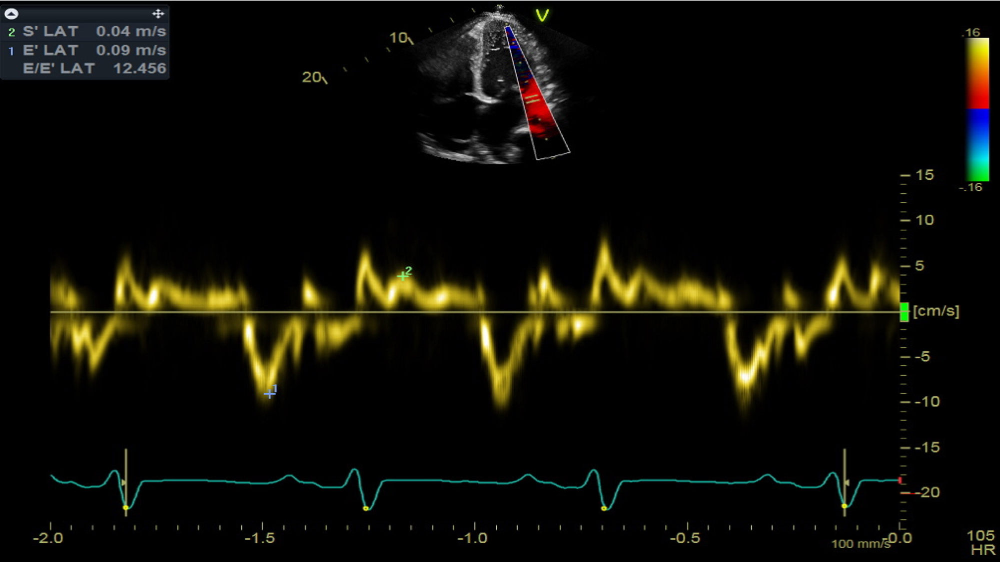 2 S' LAT 0.04 m/s
1 E' LAT 0.09 m/s
E/E' LAT 12.456
V
10
20
.16
-.16
15
10
5
[cm/s]
-5
-10
-15
-20
2
1
-2.0 -1.5 -1.0 -0.5 -0.0
100 mm/s
105
HR